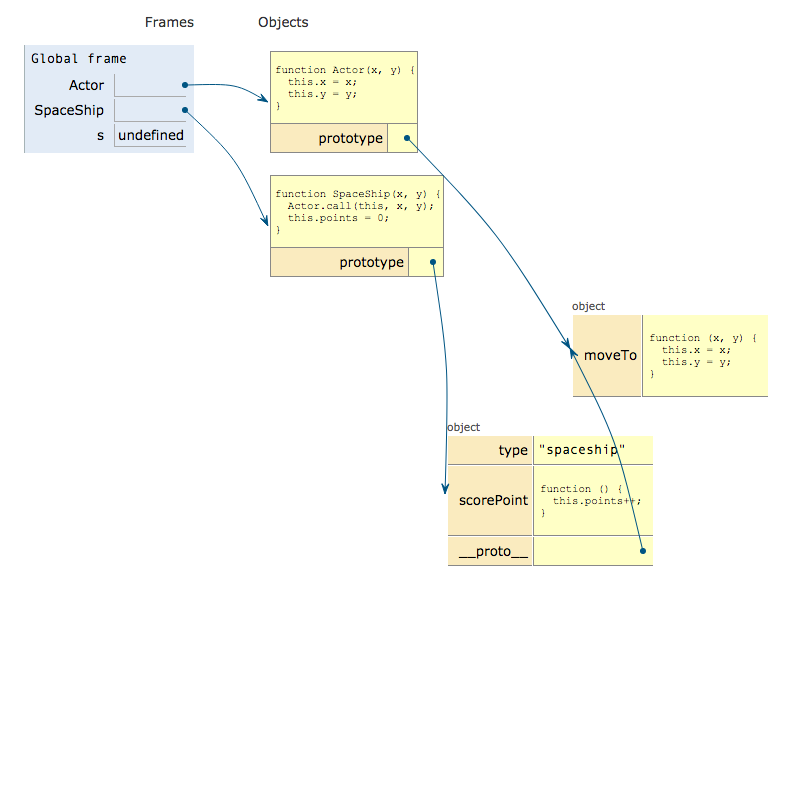 Frames Objects
Global frame
Actor
SpaceShip
s undefined
function Actor(x, y) {
this.x = x;
this.y = y;
}
prototype
function SpaceShip(x, y) {
Actor.call(this, x, y);
this.points = 0;
}
prototype
object
moveTo
function (x, y) {
this.x = x;
this.y = y;
}
object
type "spaceship"
scorePoint
function () {
this.points++;
}
__proto__